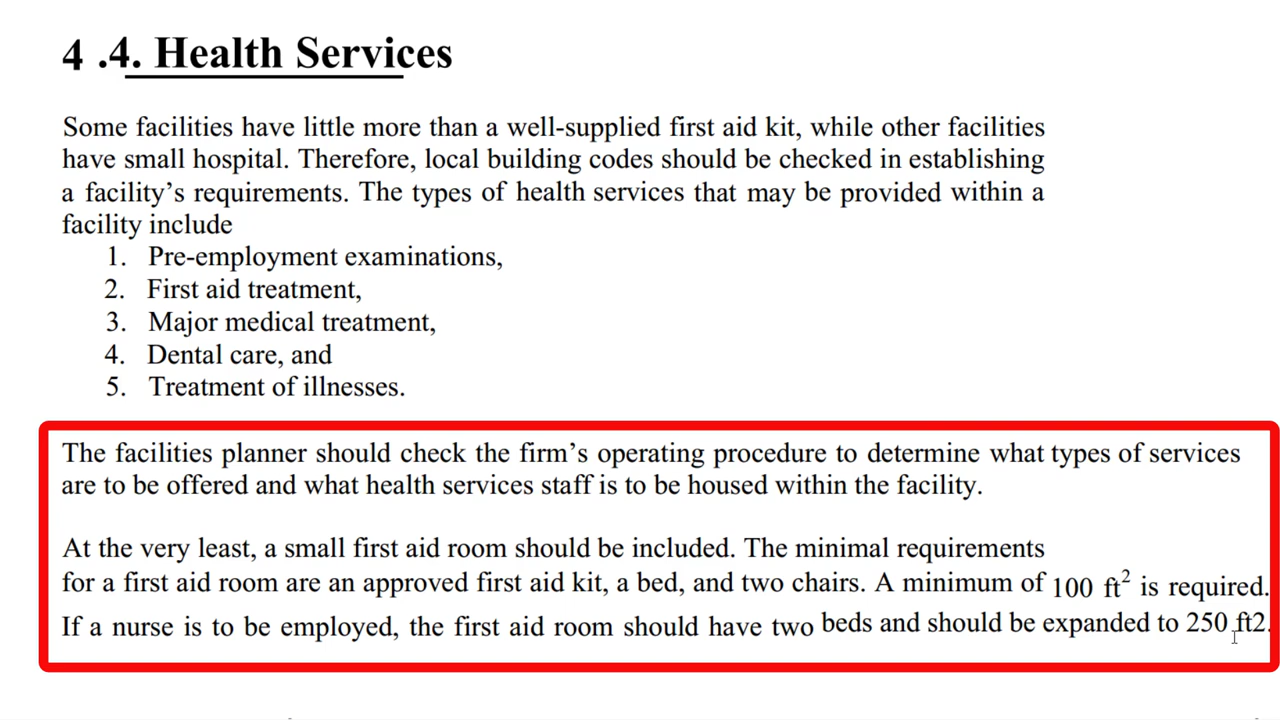 4 .4. Health Services
Some facilities have little more than a well-supplied first aid kit, while other facilities
have small hospital. Therefore, local building codes should be checked in establishing
a facility’s requirements. The types of health services that may be provided within a
facility include
1. Pre-employment examinations,
2. First aid treatment,
3. Major medical treatment,
4. Dental care, and
5. Treatment of illnesses.
The facilities planner should check the firm’s operating procedure to determine what types of services
are to be offered and what health services staff is to be housed within the facility.
At the very least, a small first aid room should be included. The minimal requirements
for a first aid room are an approved first aid kit, a bed, and two chairs. A minimum of 100 ft² is required.
If a nurse is to be employed, the first aid room should have two beds and should be expanded to 250 ft2.